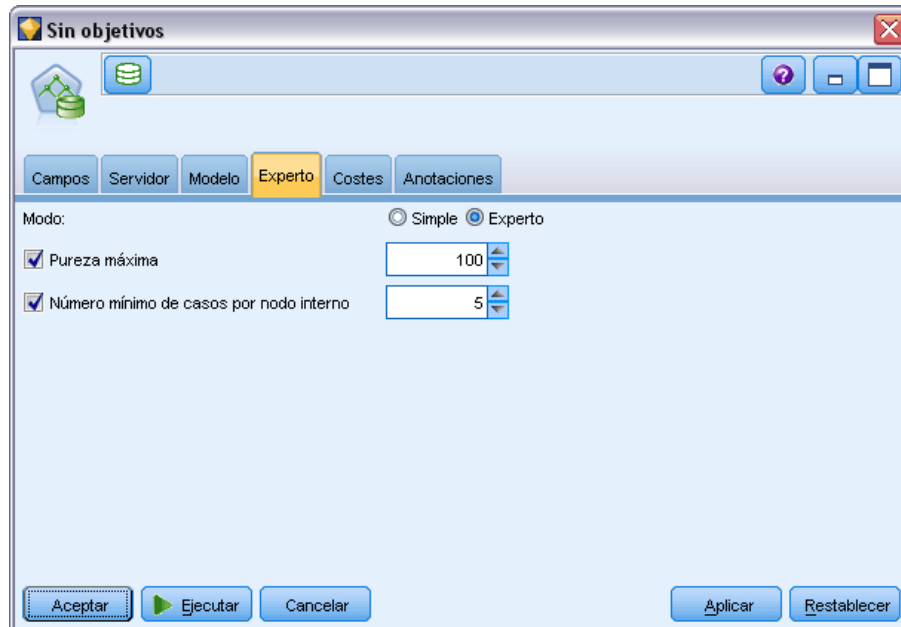 Sin objetivos
Campos Servidor Modelo Experto Costes Anotaciones
Modo: Simple Experto
Pureza máxima 100
Número mínimo de casos por nodo interno 5
Aceptar Ejecutar Cancelar Aplicar Restablecer